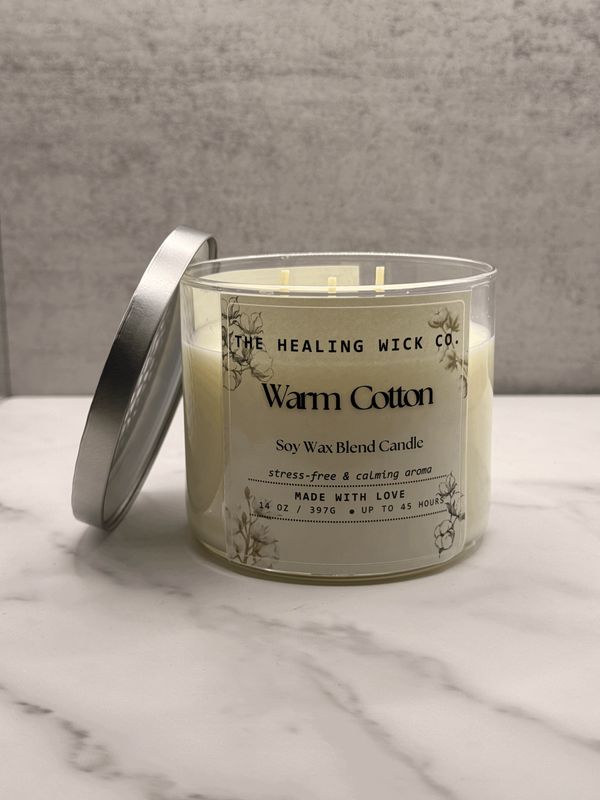 THE HEALING WICK CO.
Warm Cotton
Soy Wax Blend Candle
stress-free & calming aroma
MADE WITH LOVE
14 OZ / 397G ● UP TO 45 HOURS